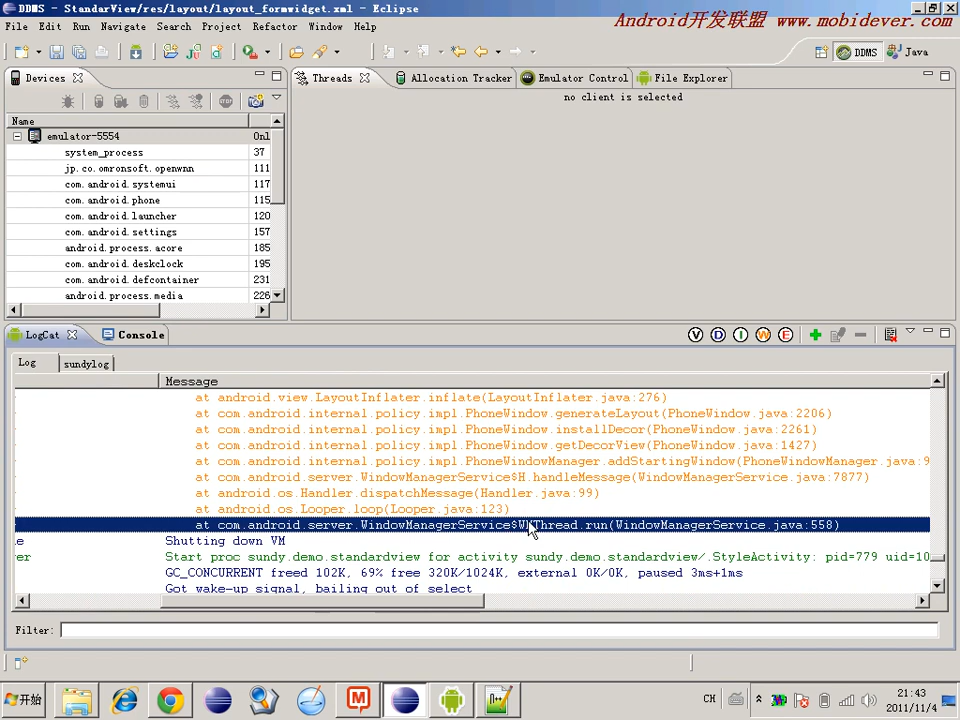 DDMS - StandarView/res/layout/layout_formwidget.xml - Eclipse
File Edit Run Navigate Search Project Refactor Window Help
Android开发联盟 www.mobidever.com
DDMS Java
Devices
Threads Allocation Tracker Emulator Control File Explorer
no client is selected
Name
emulator-5554 Onl
system_process 37
jp.co.omronsoft.openwnn 111
com.android.systemui 117
com.android.phone 115
com.android.launcher 120
com.android.settings 157
android.process.acore 185
com.android.deskclock 195
com.android.defcontainer 231
android.process.media 226
LogCat Console
V D I W E
Log sundylog
Message
at android.view.LayoutInflater.inflate(LayoutInflater.java:276)
at com.android.internal.policy.impl.PhoneWindow.generateLayout(PhoneWindow.java:2206)
at com.android.internal.policy.impl.PhoneWindow.installDecor(PhoneWindow.java:2261)
at com.android.internal.policy.impl.PhoneWindow.getDecorView(PhoneWindow.java:1427)
at com.android.internal.policy.impl.PhoneWindowManager.addStartingWindow(PhoneWindowManager.java:9
at com.android.server.WindowManagerService$H.handleMessage(WindowManagerService.java:7877)
at android.os.Handler.dispatchMessage(Handler.java:99)
at android.os.Looper.loop(Looper.java:123)
at com.android.server.WindowManagerService$WMThread.run(WindowManagerService.java:558)
e Shutting down VM
er Start proc sundy.demo.standardview for activity sundy.demo.standardview/.StyleActivity: pid=779 uid=10
GC_CONCURRENT freed 102K, 69% free 320K/1024K, external 0K/0K, paused 3ms+1ms
Got wake-up signal, bailing out of select
Filter:
开始 CH 21:43
2011/11/4